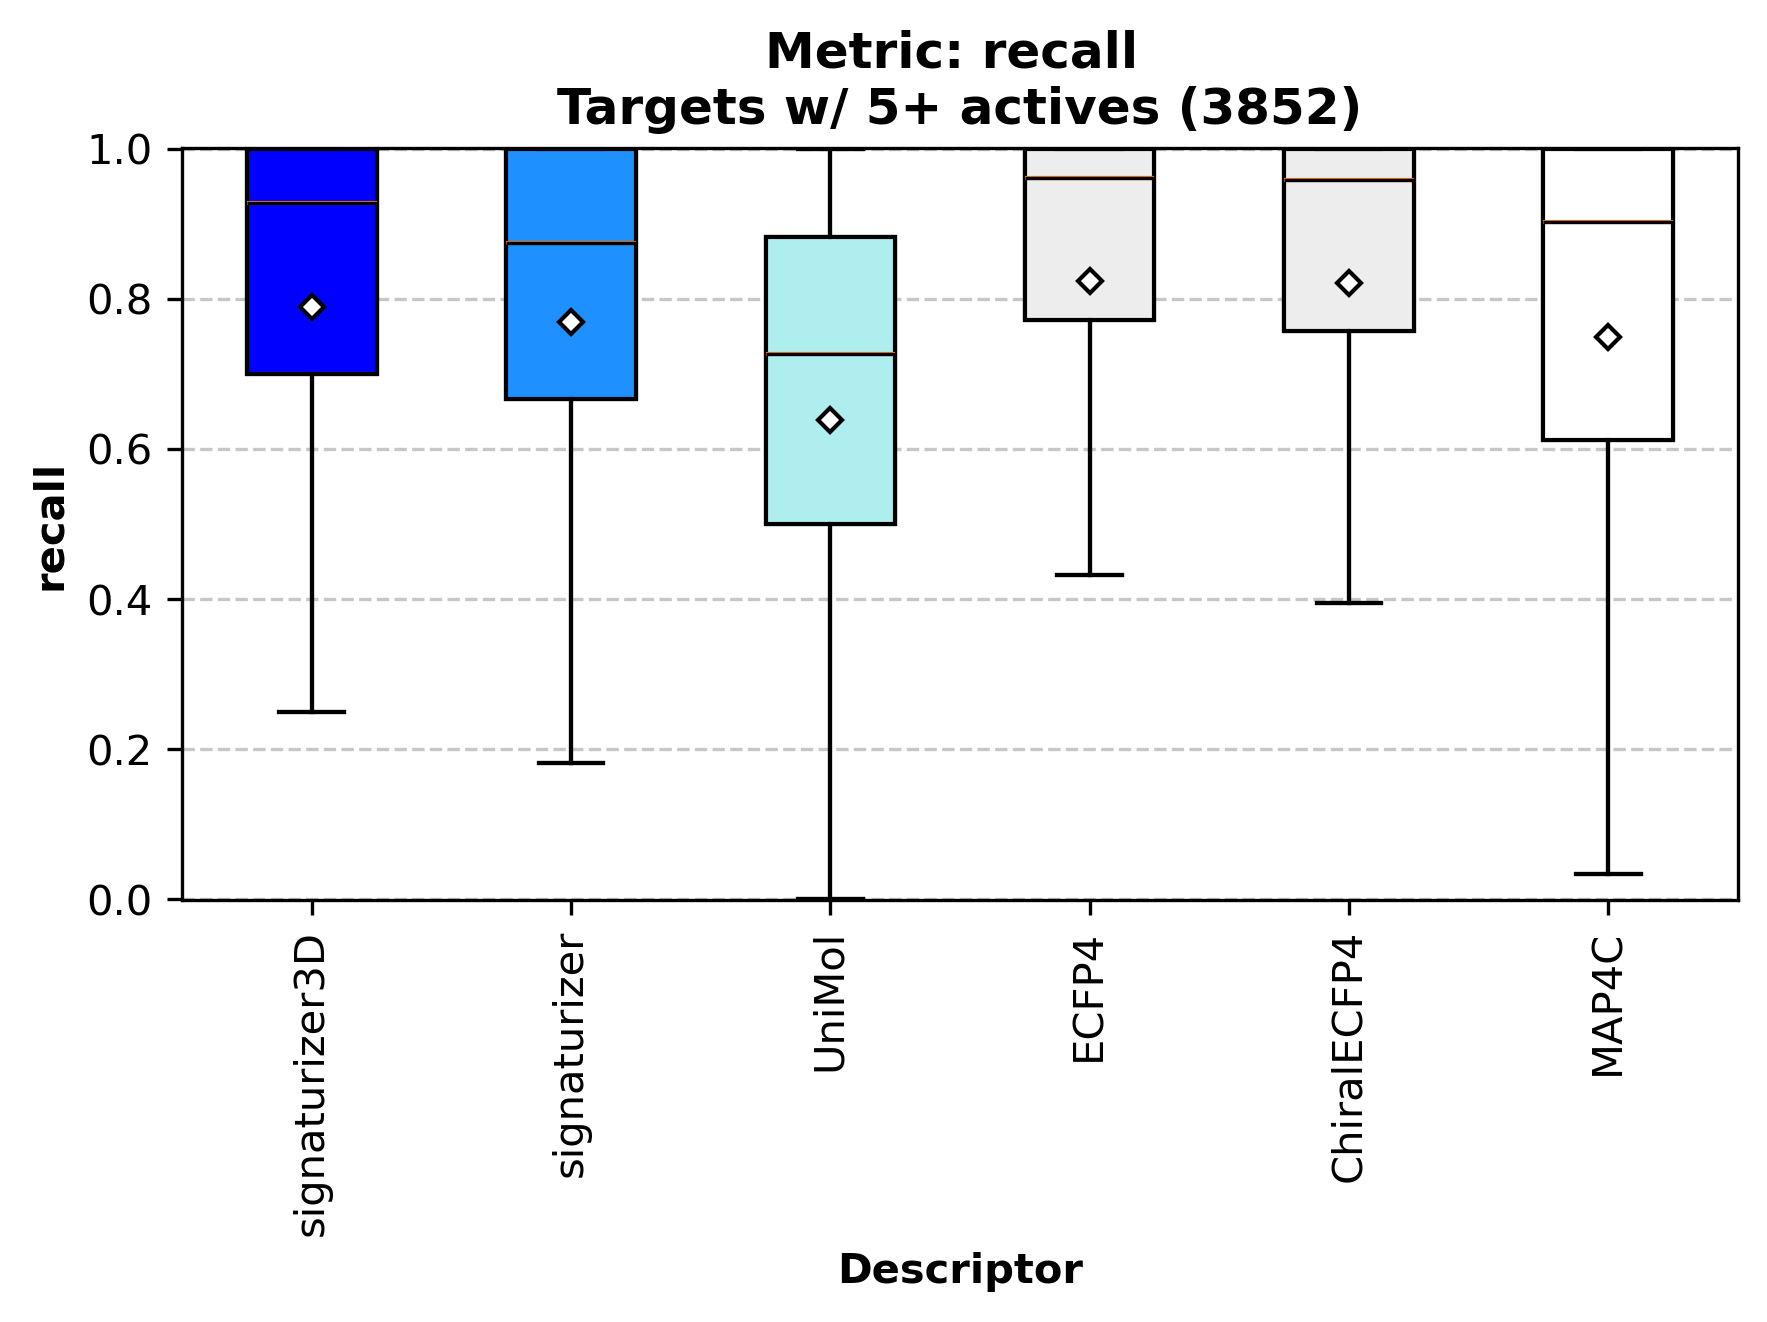 Metric: recall
Targets w/ 5+ actives (3852)
1.0
0.8
0.6
0.4
0.2
0.0
recall
signaturizer3D
signaturizer
UniMol
ECFP4
ChiralECFP4
MAP4C
Descriptor